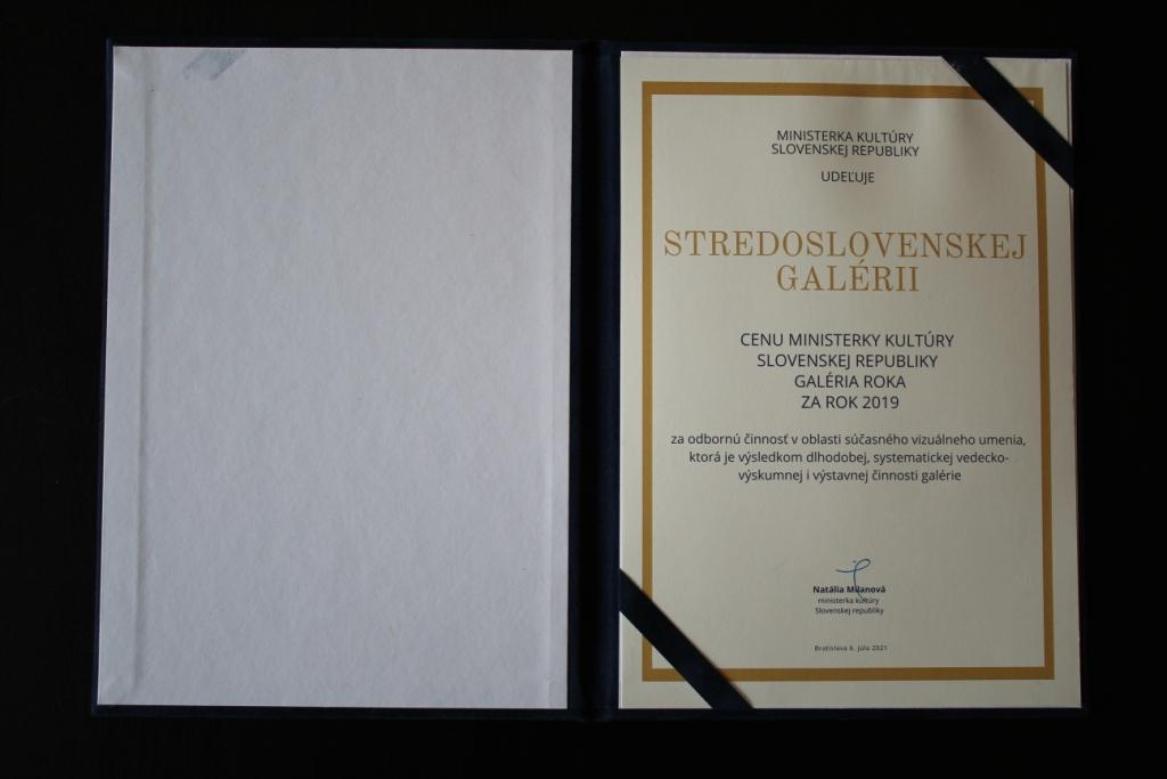 MINISTERKA KULTÚRY
SLOVENSKEJ REPUBLIKY
UDEĽUJE
STREDOSLOVENSKEJ
GALÉRII
CENU MINISTERKY KULTÚRY
SLOVENSKEJ REPUBLIKY
GALÉRIA ROKA
ZA ROK 2019
za odbornú činnosť v oblasti súčasného vizuálneho umenia,
ktorá je výsledkom dlhodobej, systematickej vedecko-
výskumnej i výstavnej činnosti galérie
Natália Milanová
ministerka kultúry
Slovenskej republiky
Bratislava 6. júla 2021